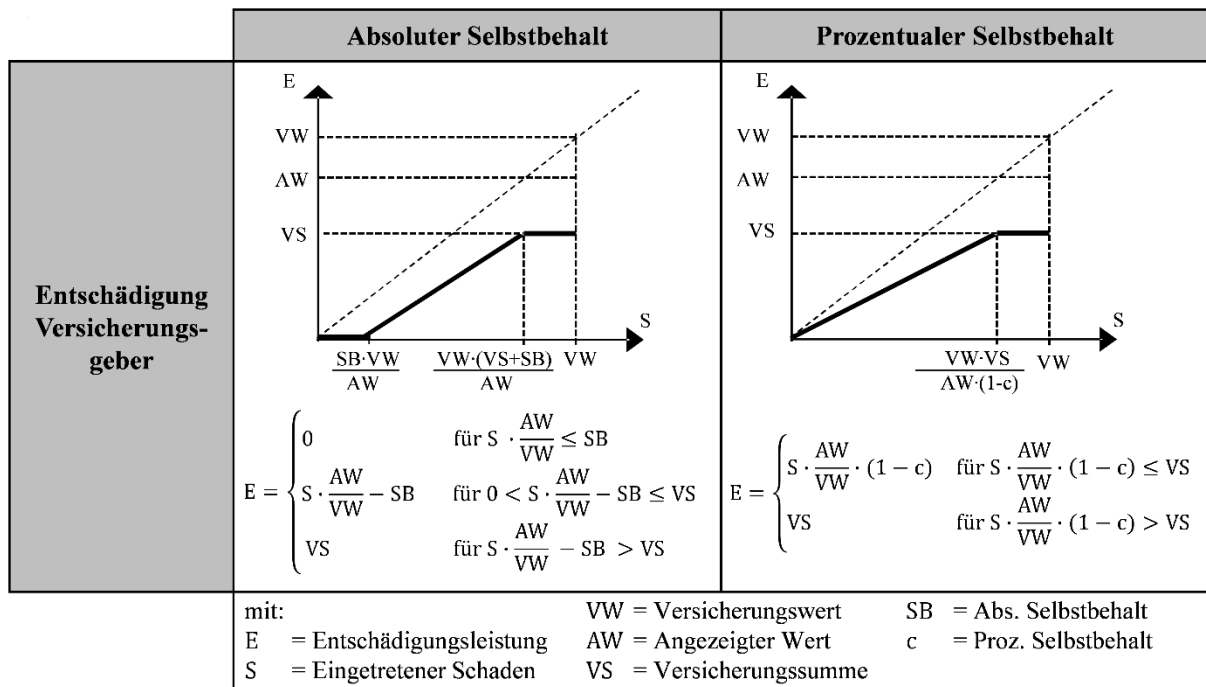 Absoluter Selbstbehalt
Prozentualer Selbstbehalt
Entschädigung
Versicherungs-
geber
E
VW
AW
VS
S
SB·VW
AW
VW·(VS+SB)
AW
VW
E = { 0 für S · AW/VW ≤ SB
S · AW/VW − SB für 0 < S · AW/VW − SB ≤ VS
VS für S · AW/VW − SB > VS
E
VW
AW
VS
S
VW·VS
AW·(1-c)
VW
E = { S · AW/VW · (1 − c) für S · AW/VW · (1 − c) ≤ VS
VS für S · AW/VW · (1 − c) > VS
mit: VW = Versicherungswert SB = Abs. Selbstbehalt
E = Entschädigungsleistung AW = Angezeigter Wert c = Proz. Selbstbehalt
S = Eingetretener Schaden VS = Versicherungssumme